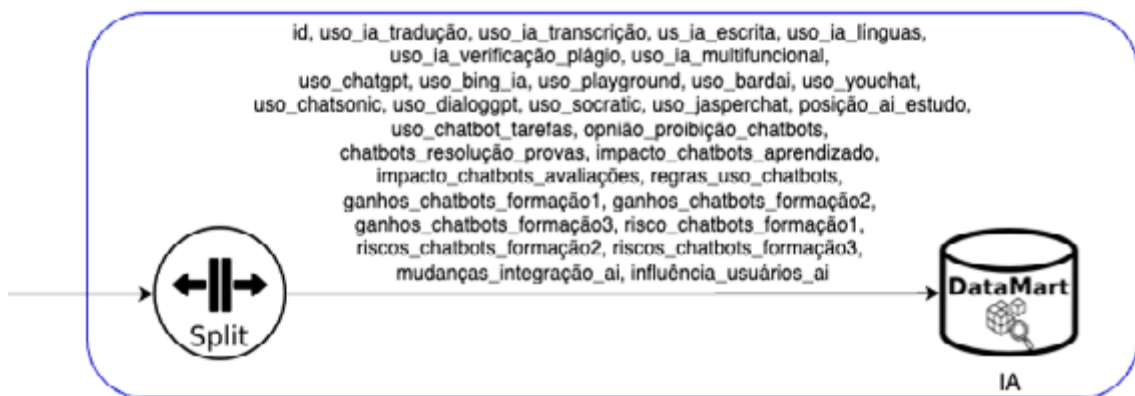 id, uso_ia_tradução, uso_ia_transcrição, us_ia_escrita, uso_ia_línguas,
uso_ia_verificação_plágio, uso_ia_multifuncional,
uso_chatgpt, uso_bing_ia, uso_playground, uso_bardai, uso_youchat,
uso_chatsonic, uso_dialoggpt, uso_socratic, uso_jasperchat, posição_ai_estudo,
uso_chatbot_tarefas, opnião_proibição_chatbots,
chatbots_resolução_provas, impacto_chatbots_aprendizado,
impacto_chatbots_avaliações, regras_uso_chatbots,
ganhos_chatbots_formação1, ganhos_chatbots_formação2,
ganhos_chatbots_formação3, risco_chatbots_formação1,
riscos_chatbots_formação2, riscos_chatbots_formação3,
mudanças_integração_ai, influência_usuários_ai
Split
DataMart
IA